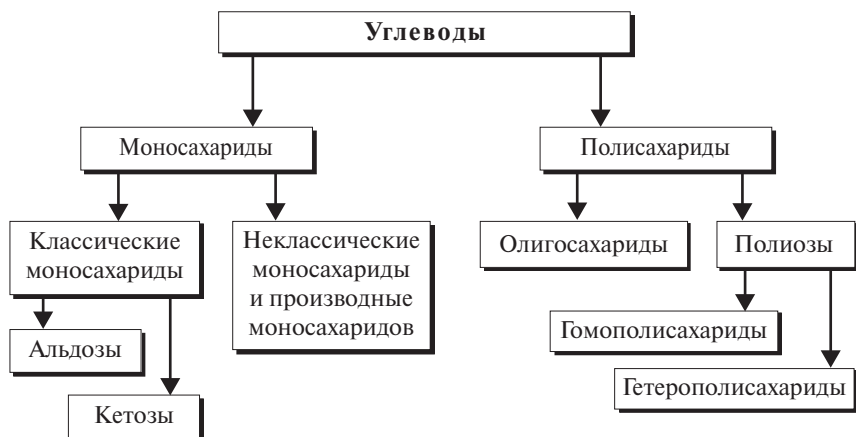 Углеводы
Моносахариды
Полисахариды
Классические
моносахариды
Неклассические
моносахариды
и производные
моносахаридов
Олигосахариды
Полиозы
Альдозы
Кетозы
Гомополисахариды
Гетерополисахариды